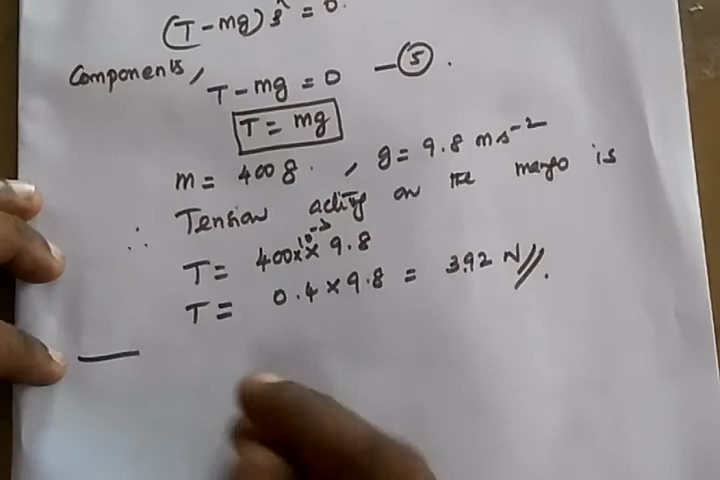 (T - mg) ĵ = 0.
Components,
T - mg = 0 — (5).
T = mg
m = 400 g. , g = 9.8 ms⁻²
∴ Tension acting on the mango is
T = 400 × 10⁻³ × 9.8
T = 0.4 × 9.8 = 3.92 N //.